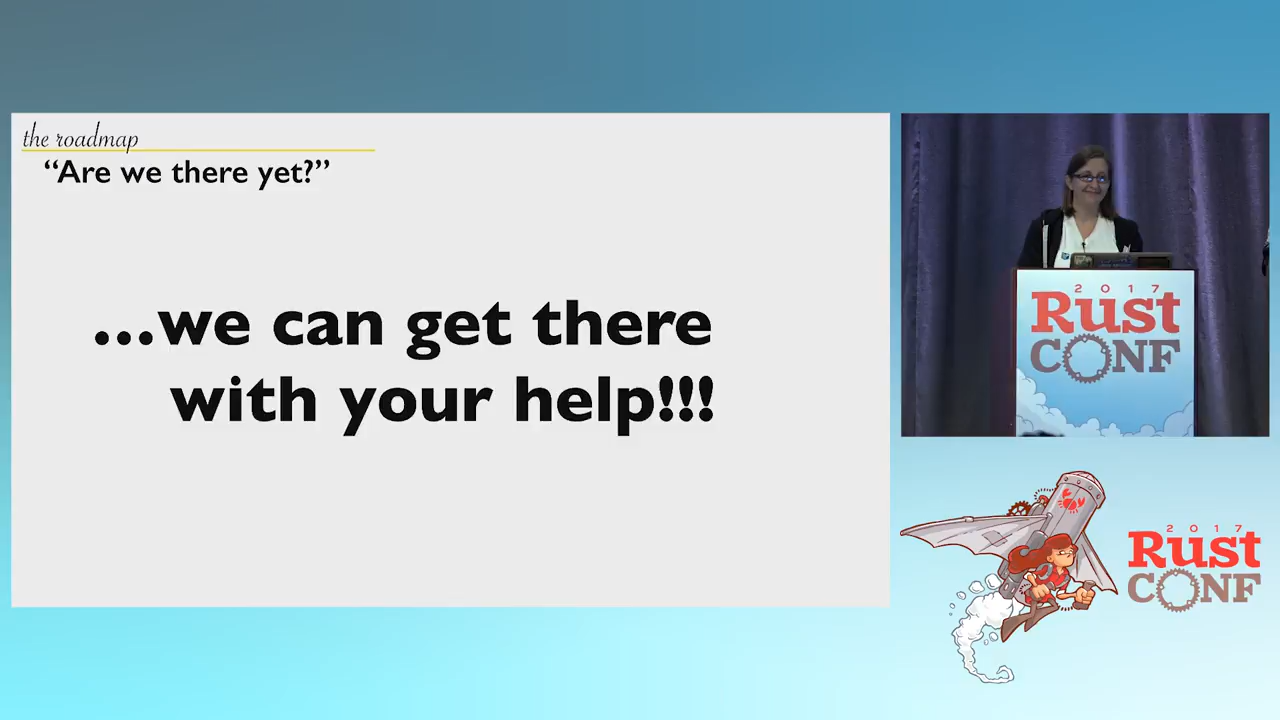 the roadmap
“Are we there yet?”
...we can get there
with your help!!!
2017
Rust
CONF
2017
Rust
CONF